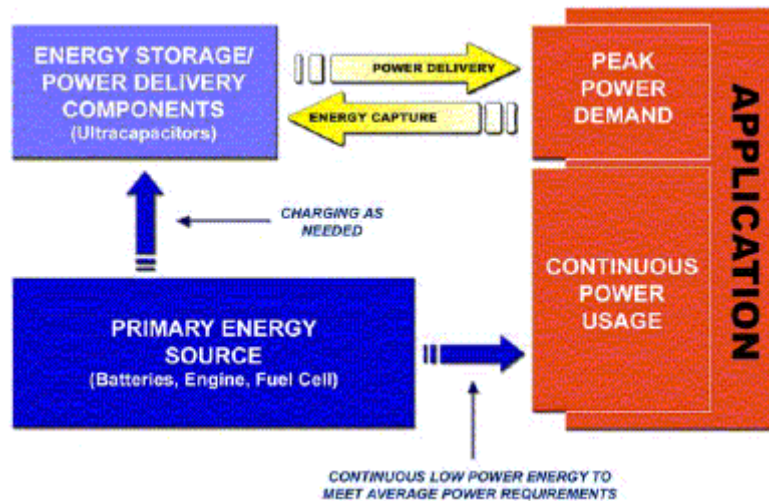 ENERGY STORAGE/
POWER DELIVERY
COMPONENTS
(Ultracapacitors)
POWER DELIVERY
ENERGY CAPTURE
PEAK
POWER
DEMAND
APPLICATION
CHARGING AS
NEEDED
CONTINUOUS
POWER
USAGE
PRIMARY ENERGY
SOURCE
(Batteries, Engine, Fuel Cell)
CONTINUOUS LOW POWER ENERGY TO
MEET AVERAGE POWER REQUIREMENTS